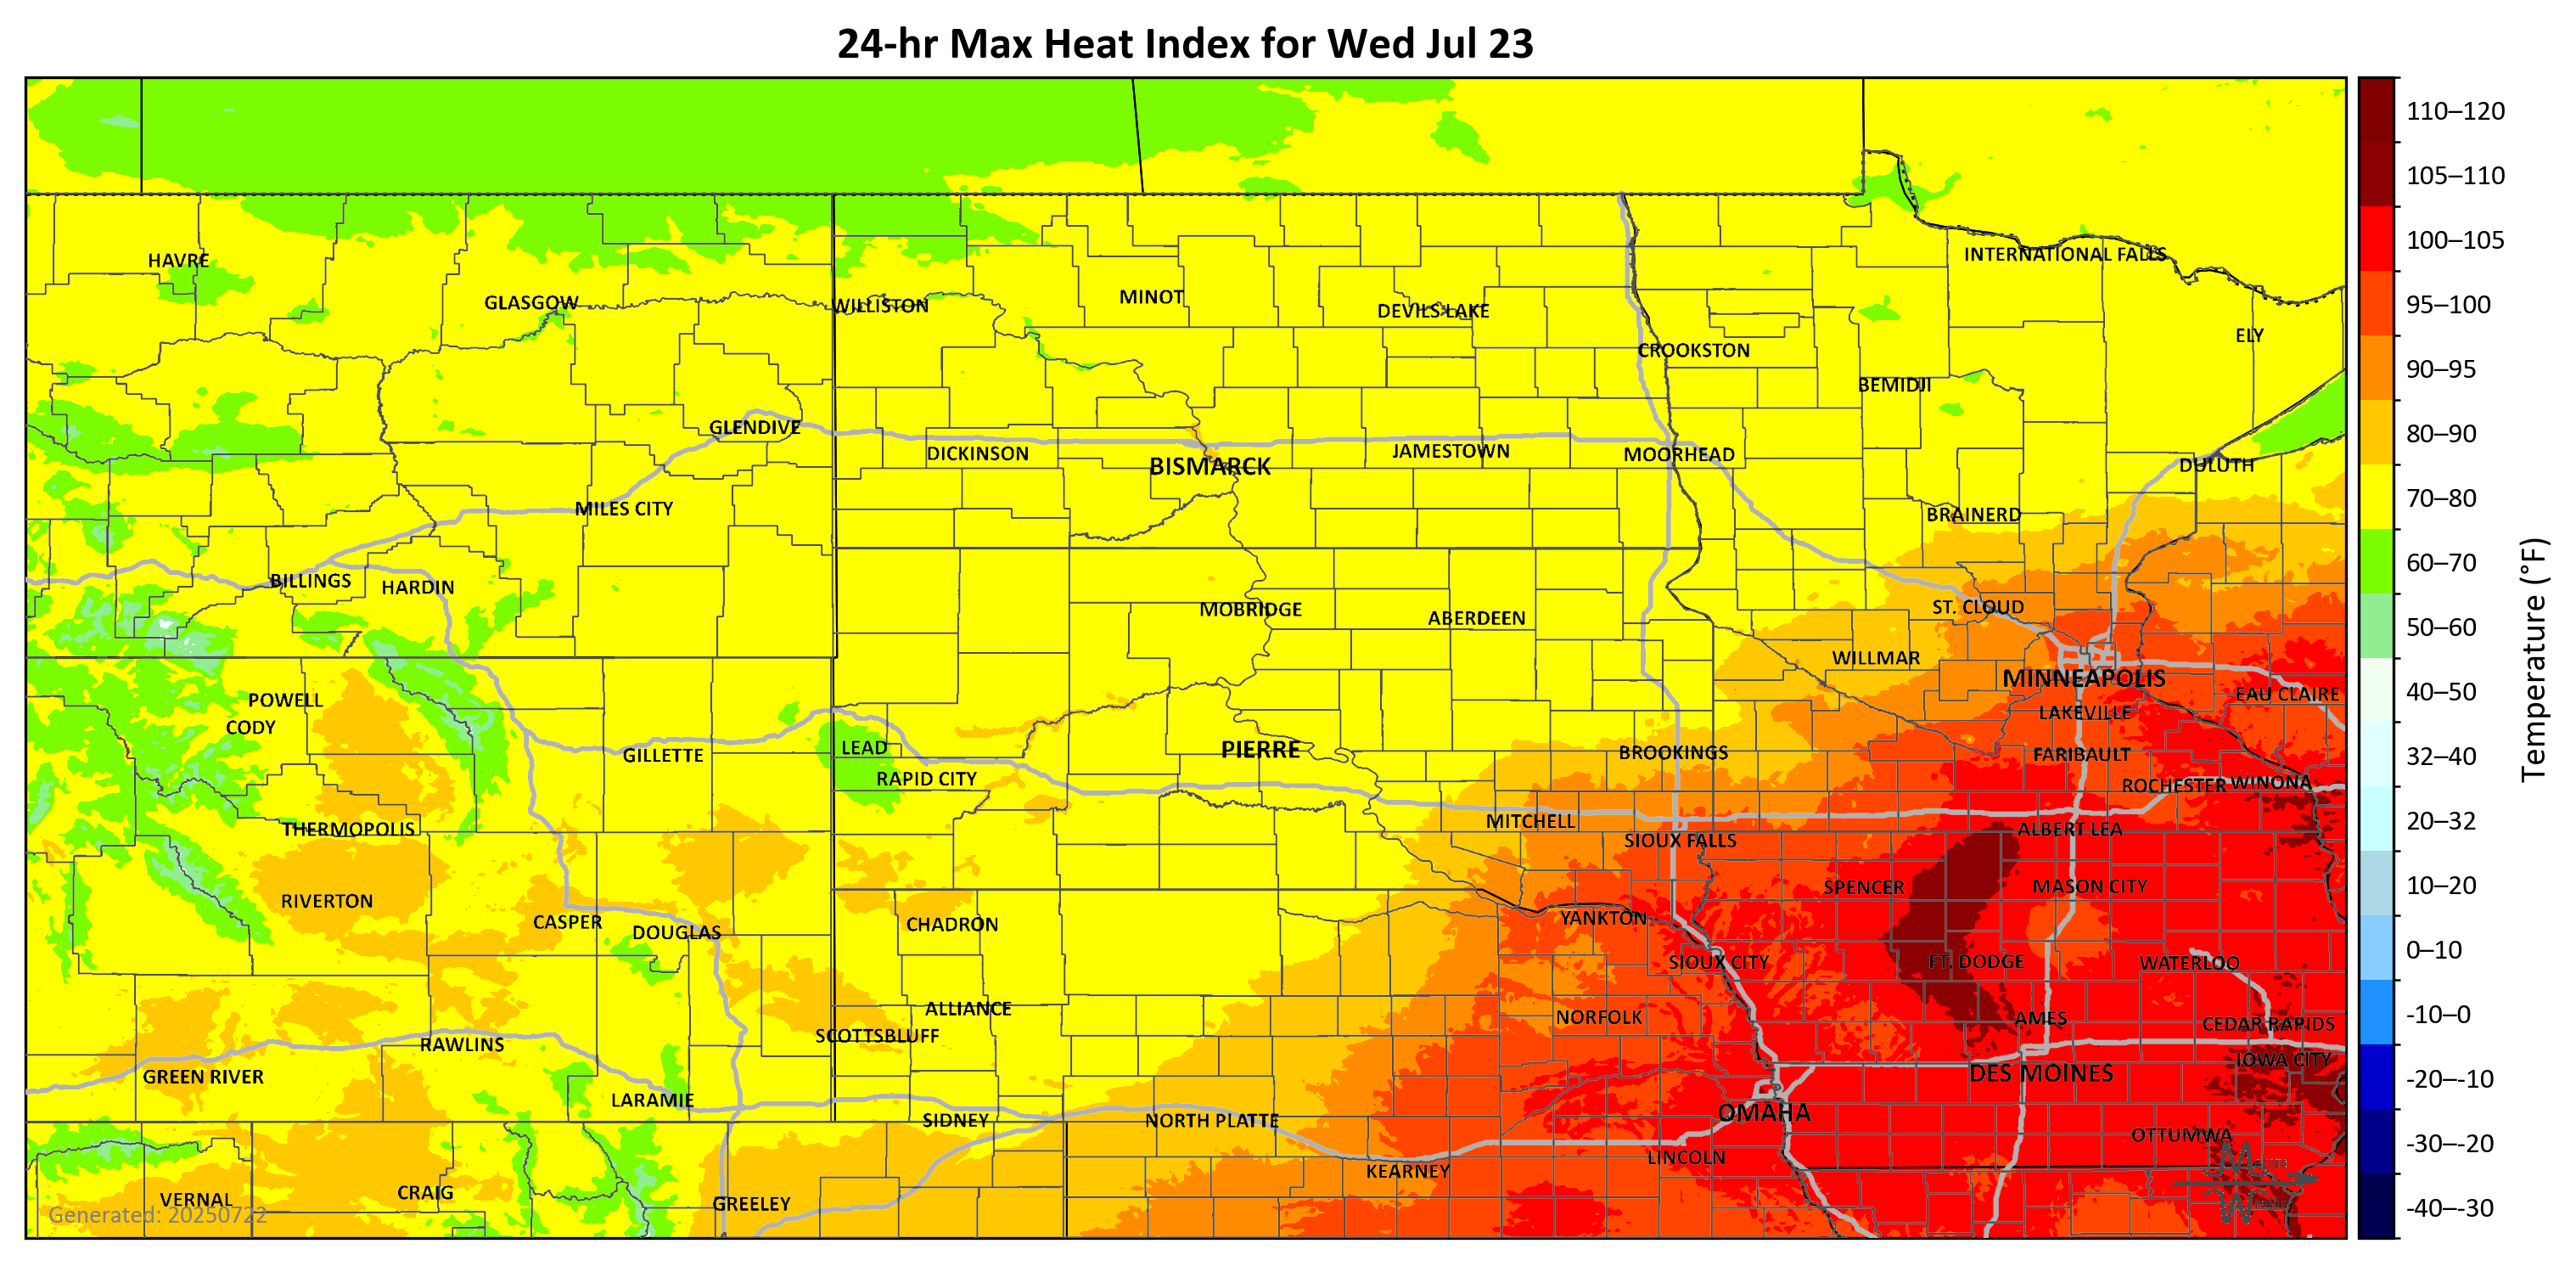 24-hr Max Heat Index for Wed Jul 23
110–120
105–110
100–105
95–100
90–95
80–90
70–80
60–70
50–60
40–50
32–40
20–32
10–20
0–10
-10–0
-20–-10
-30–-20
-40–-30
Temperature (°F)
HAVRE
INTERNATIONAL FALLS
GLASGOW
WILLISTON
MINOT
DEVILS LAKE
ELY
CROOKSTON
BEMIDJI
GLENDIVE
DICKINSON
BISMARCK
JAMESTOWN
MOORHEAD
DULUTH
MILES CITY
BRAINERD
BILLINGS
HARDIN
MOBRIDGE
ABERDEEN
ST. CLOUD
WILLMAR
MINNEAPOLIS
EAU CLAIRE
POWELL
CODY
LAKEVILLE
GILLETTE
LEAD
PIERRE
BROOKINGS
FARIBAULT
RAPID CITY
ROCHESTER
WINONA
THERMOPOLIS
MITCHELL
SIOUX FALLS
ALBERT LEA
RIVERTON
SPENCER
MASON CITY
CASPER
DOUGLAS
CHADRON
YANKTON
SIOUX CITY
FT. DODGE
WATERLOO
ALLIANCE
NORFOLK
AMES
CEDAR RAPIDS
SCOTTSBLUFF
RAWLINS
IOWA CITY
GREEN RIVER
DES MOINES
LARAMIE
SIDNEY
NORTH PLATTE
OMAHA
OTTUMWA
KEARNEY
LINCOLN
VERNAL
CRAIG
GREELEY
Generated: 20250722